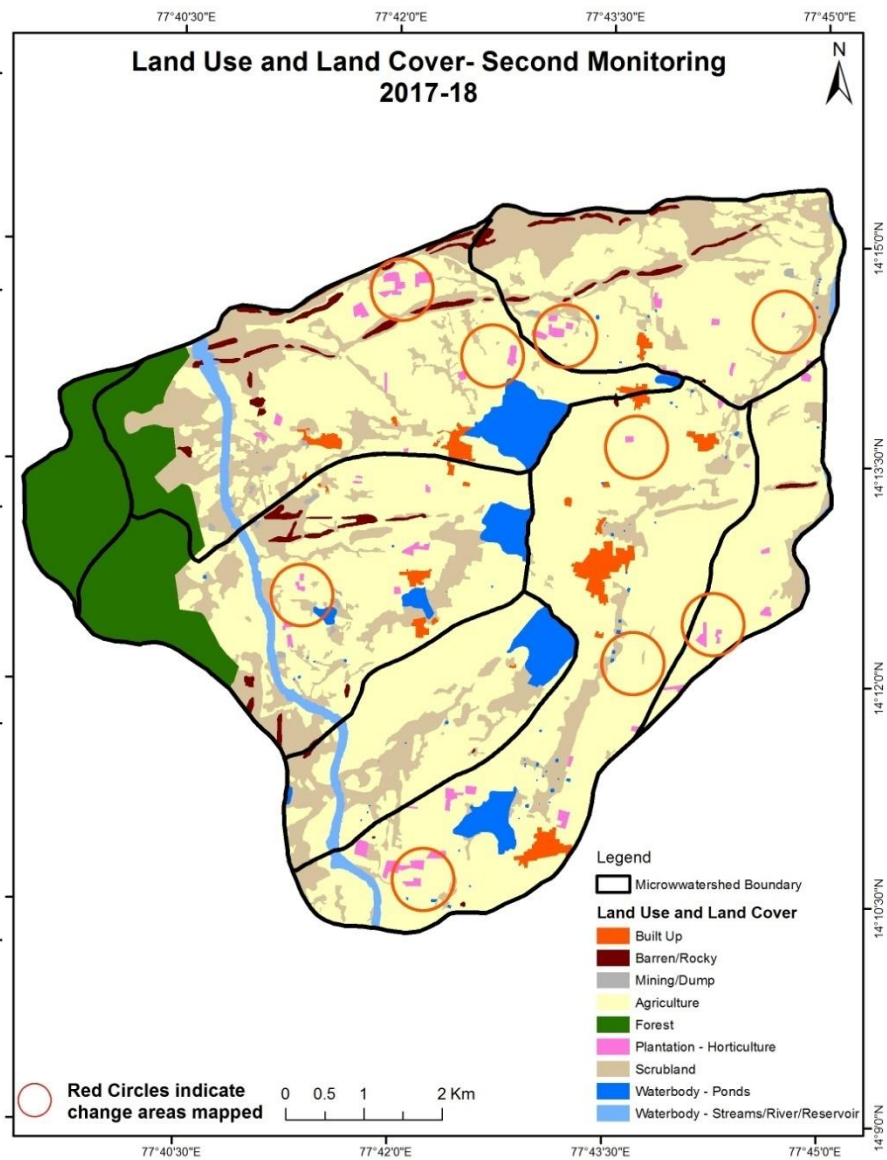 77°40'30"E 77°42'0"E 77°43'30"E 77°45'0"E
Land Use and Land Cover- Second Monitoring
2017-18
N
14°15'0"N
14°13'30"N
14°12'0"N
14°10'30"N
14°9'0"N
Legend
Microwwatershed Boundary
Land Use and Land Cover
Built Up
Barren/Rocky
Mining/Dump
Agriculture
Forest
Plantation - Horticulture
Scrubland
Waterbody - Ponds
Waterbody - Streams/River/Reservoir
Red Circles indicate
change areas mapped
0 0.5 1 2 Km
77°40'30"E 77°42'0"E 77°43'30"E 77°45'0"E